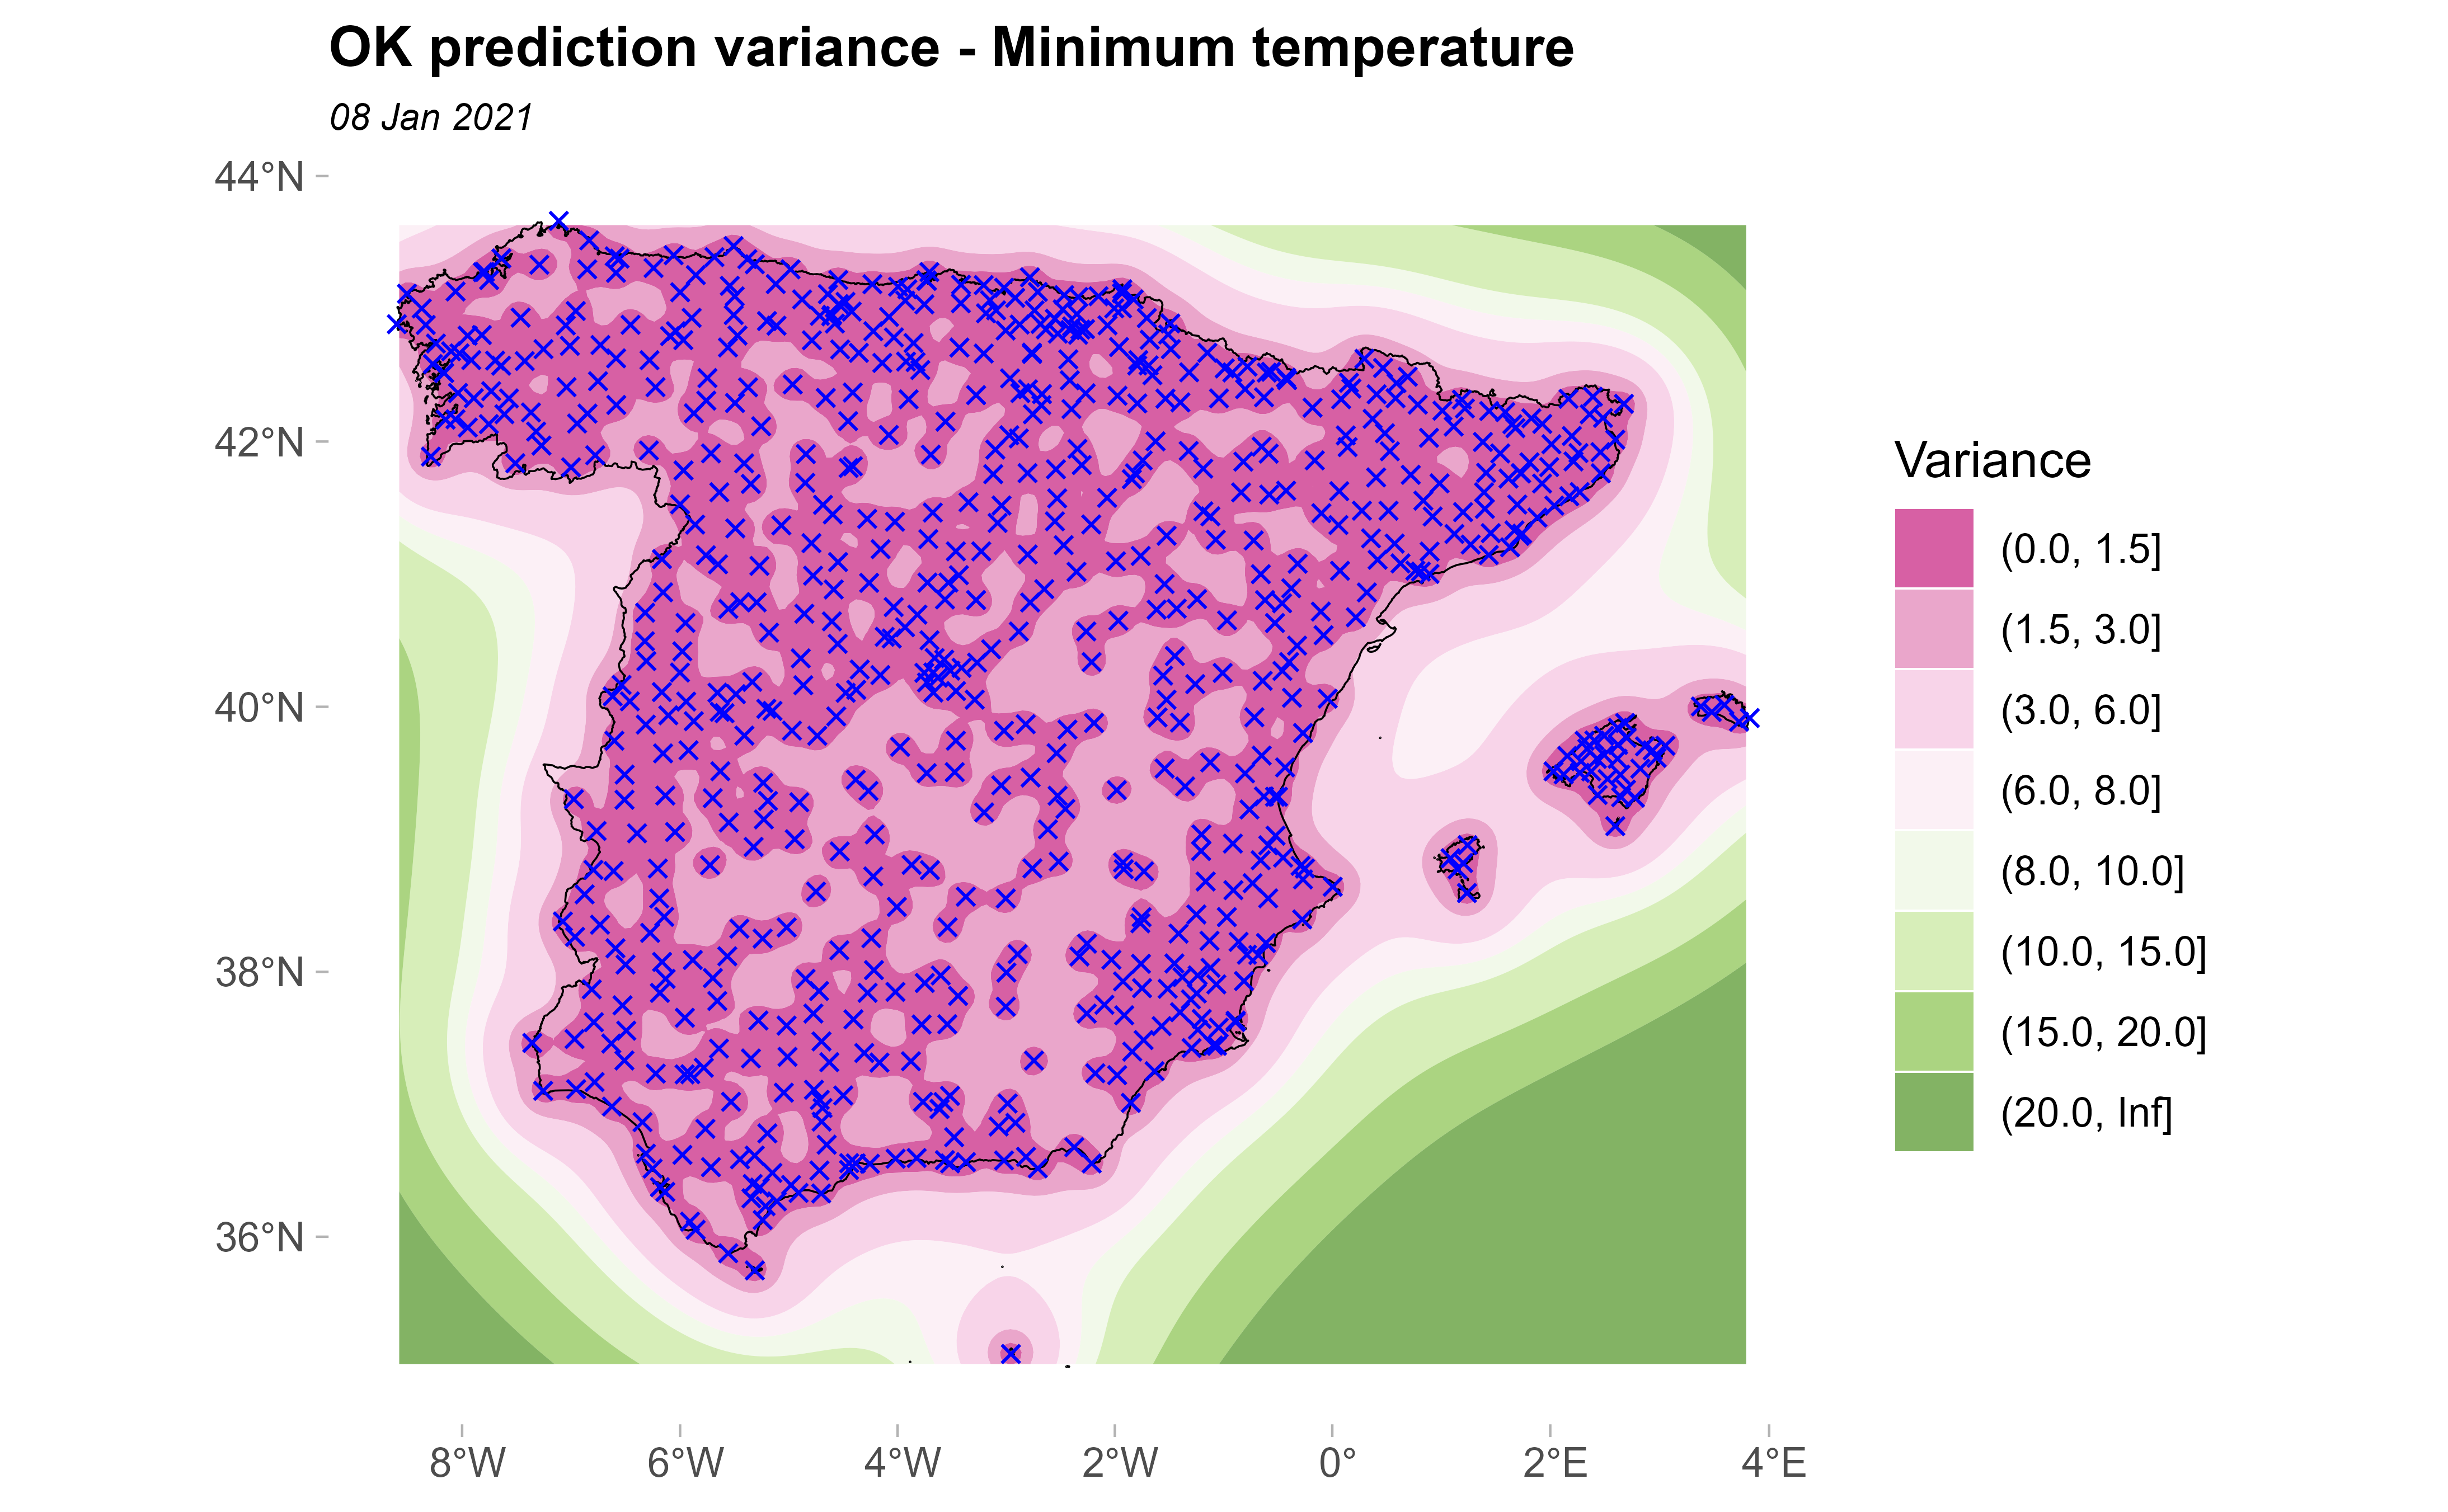 OK prediction variance - Minimum temperature
08 Jan 2021
44°N
42°N
40°N
38°N
36°N
8°W
6°W
4°W
2°W
0°
2°E
4°E
Variance
(0.0, 1.5]
(1.5, 3.0]
(3.0, 6.0]
(6.0, 8.0]
(8.0, 10.0]
(10.0, 15.0]
(15.0, 20.0]
(20.0, Inf]